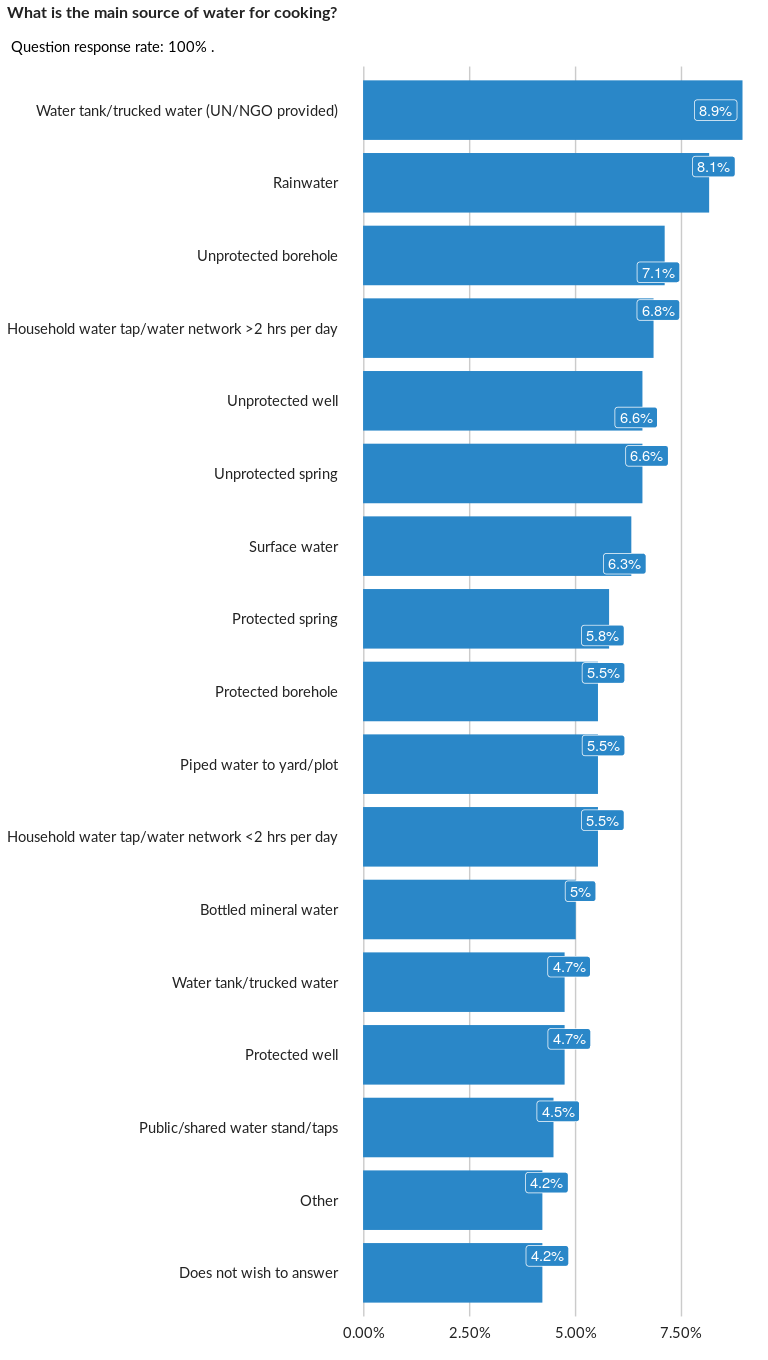 What is the main source of water for cooking?
Question response rate: 100% .
Water tank/trucked water (UN/NGO provided) 8.9%
Rainwater 8.1%
Unprotected borehole 7.1%
Household water tap/water network >2 hrs per day 6.8%
Unprotected well 6.6%
Unprotected spring 6.6%
Surface water 6.3%
Protected spring 5.8%
Protected borehole 5.5%
Piped water to yard/plot 5.5%
Household water tap/water network <2 hrs per day 5.5%
Bottled mineral water 5%
Water tank/trucked water 4.7%
Protected well 4.7%
Public/shared water stand/taps 4.5%
Other 4.2%
Does not wish to answer 4.2%
0.00% 2.50% 5.00% 7.50%